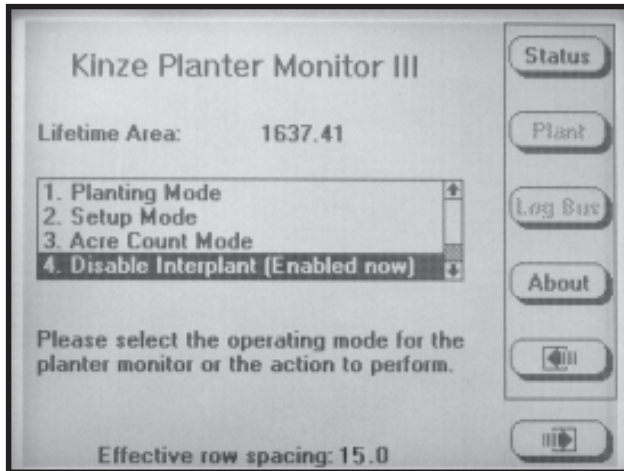 Kinze Planter Monitor III
Lifetime Area: 1637.41
1. Planting Mode
2. Setup Mode
3. Acre Count Mode
4. Disable Interplant (Enabled now)
Please select the operating mode for the
planter monitor or the action to perform.
Effective row spacing: 15.0
Status
Plant
Log Bus
About